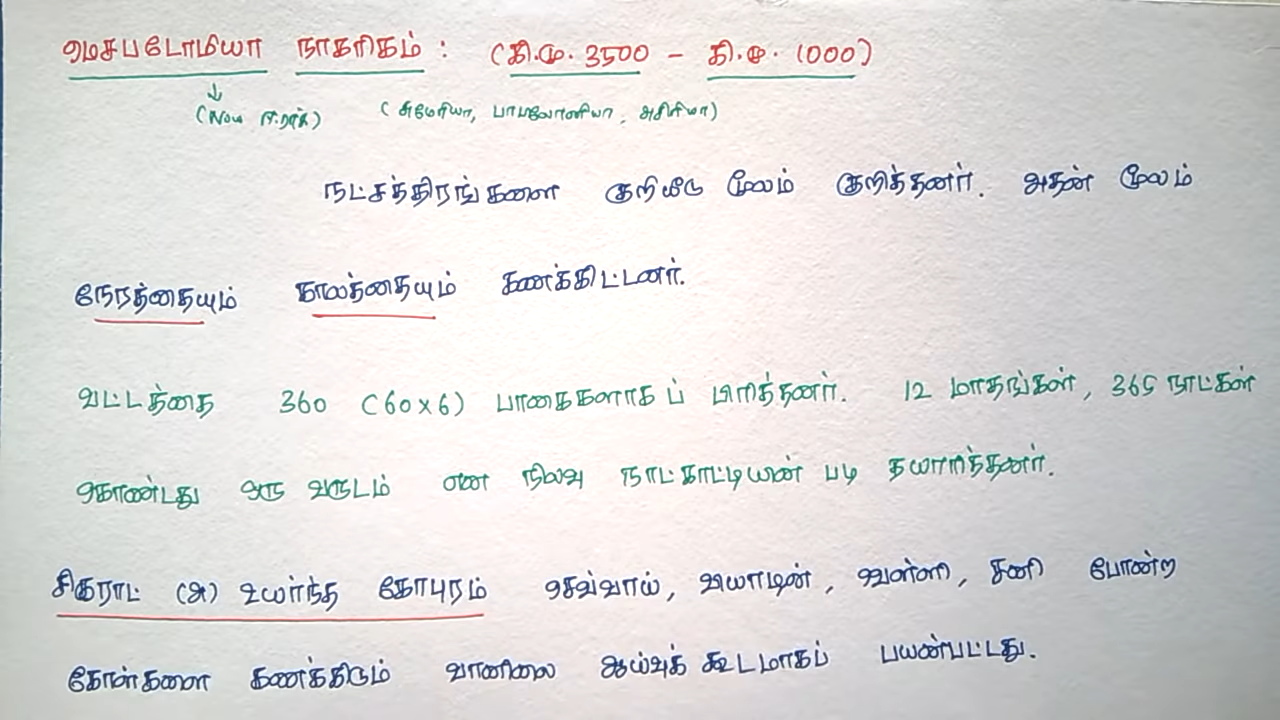 மெசபடோமியா நாகரிகம் : (கி.மு. 3500 - கி.மு. 1000)
(Now ஈராக்) (சுமேரியா, பாபிலோனியா, அசிரியா)
நட்சத்திரங்களை குறியீடு மூலம் குறித்தனர். அதன் மூலம்
நேரத்தையும் காலத்தையும் கணக்கிட்டனர்.
வட்டத்தை 360 (60×6) பாகைகளாகப் பிரித்தனர். 12 மாதங்கள், 365 நாட்கள்
கொண்டது ஒரு வருடம் என நிலவு நாட்காட்டியின் படி தயாரித்தனர்.
சிகுராட் (அ) உயர்ந்த கோபுரம் செவ்வாய், வியாழன், வெள்ளி, சனி போன்ற
கோள்களை கணக்கிடும் வானிலை ஆய்வுக் கூடமாகப் பயன்பட்டது.